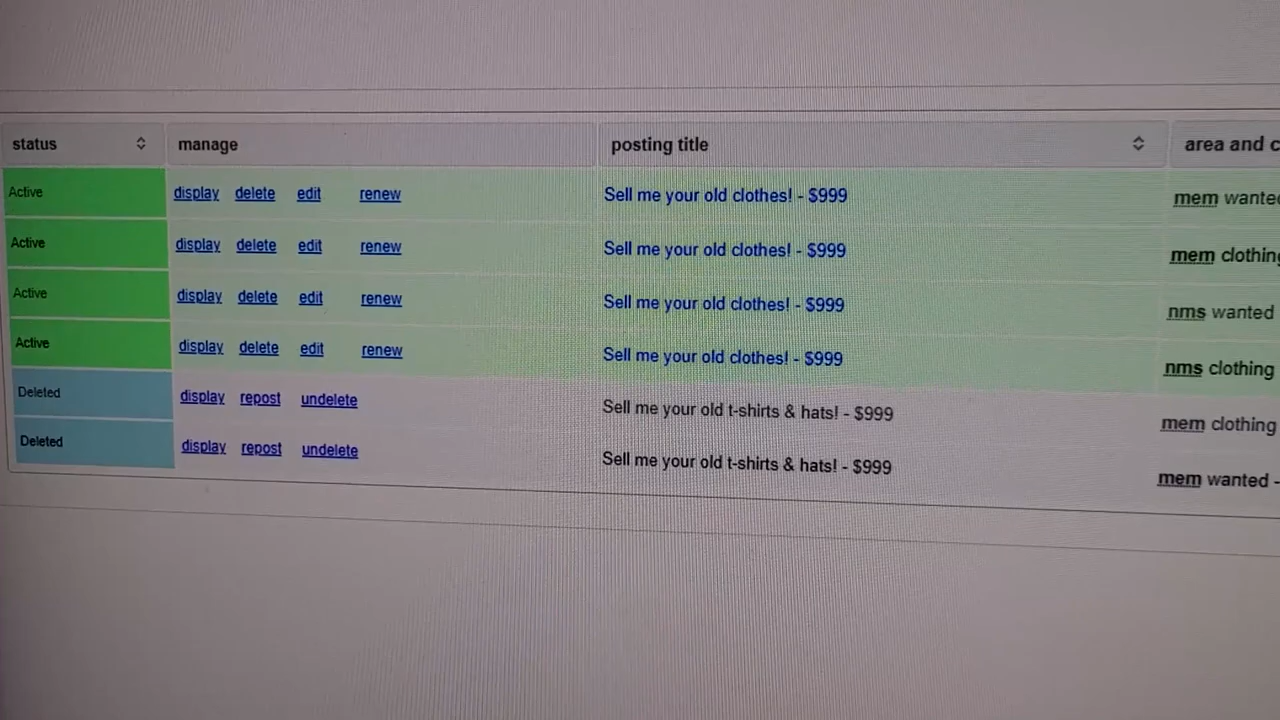 status manage posting title area and c
Active display delete edit renew Sell me your old clothes! - $999 mem wanted
Active display delete edit renew Sell me your old clothes! - $999 mem clothing
Active display delete edit renew Sell me your old clothes! - $999 nms wanted
Active display delete edit renew Sell me your old clothes! - $999 nms clothing
Deleted display repost undelete Sell me your old t-shirts & hats! - $999 mem clothing
Deleted display repost undelete Sell me your old t-shirts & hats! - $999 mem wanted -